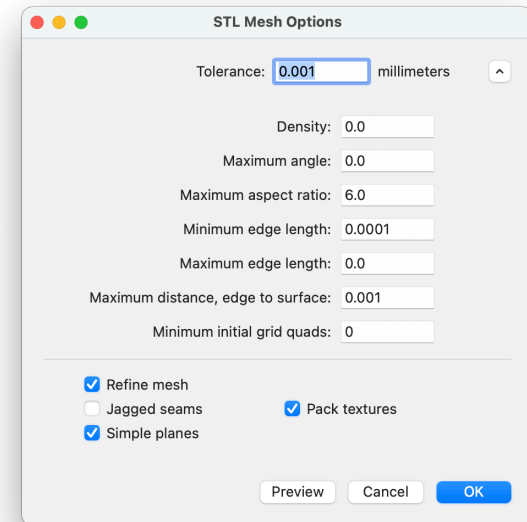 STL Mesh Options
Tolerance: 0.001 millimeters
Density: 0.0
Maximum angle: 0.0
Maximum aspect ratio: 6.0
Minimum edge length: 0.0001
Maximum edge length: 0.0
Maximum distance, edge to surface: 0.001
Minimum initial grid quads: 0
Refine mesh
Jagged seams Pack textures
Simple planes
Preview Cancel OK